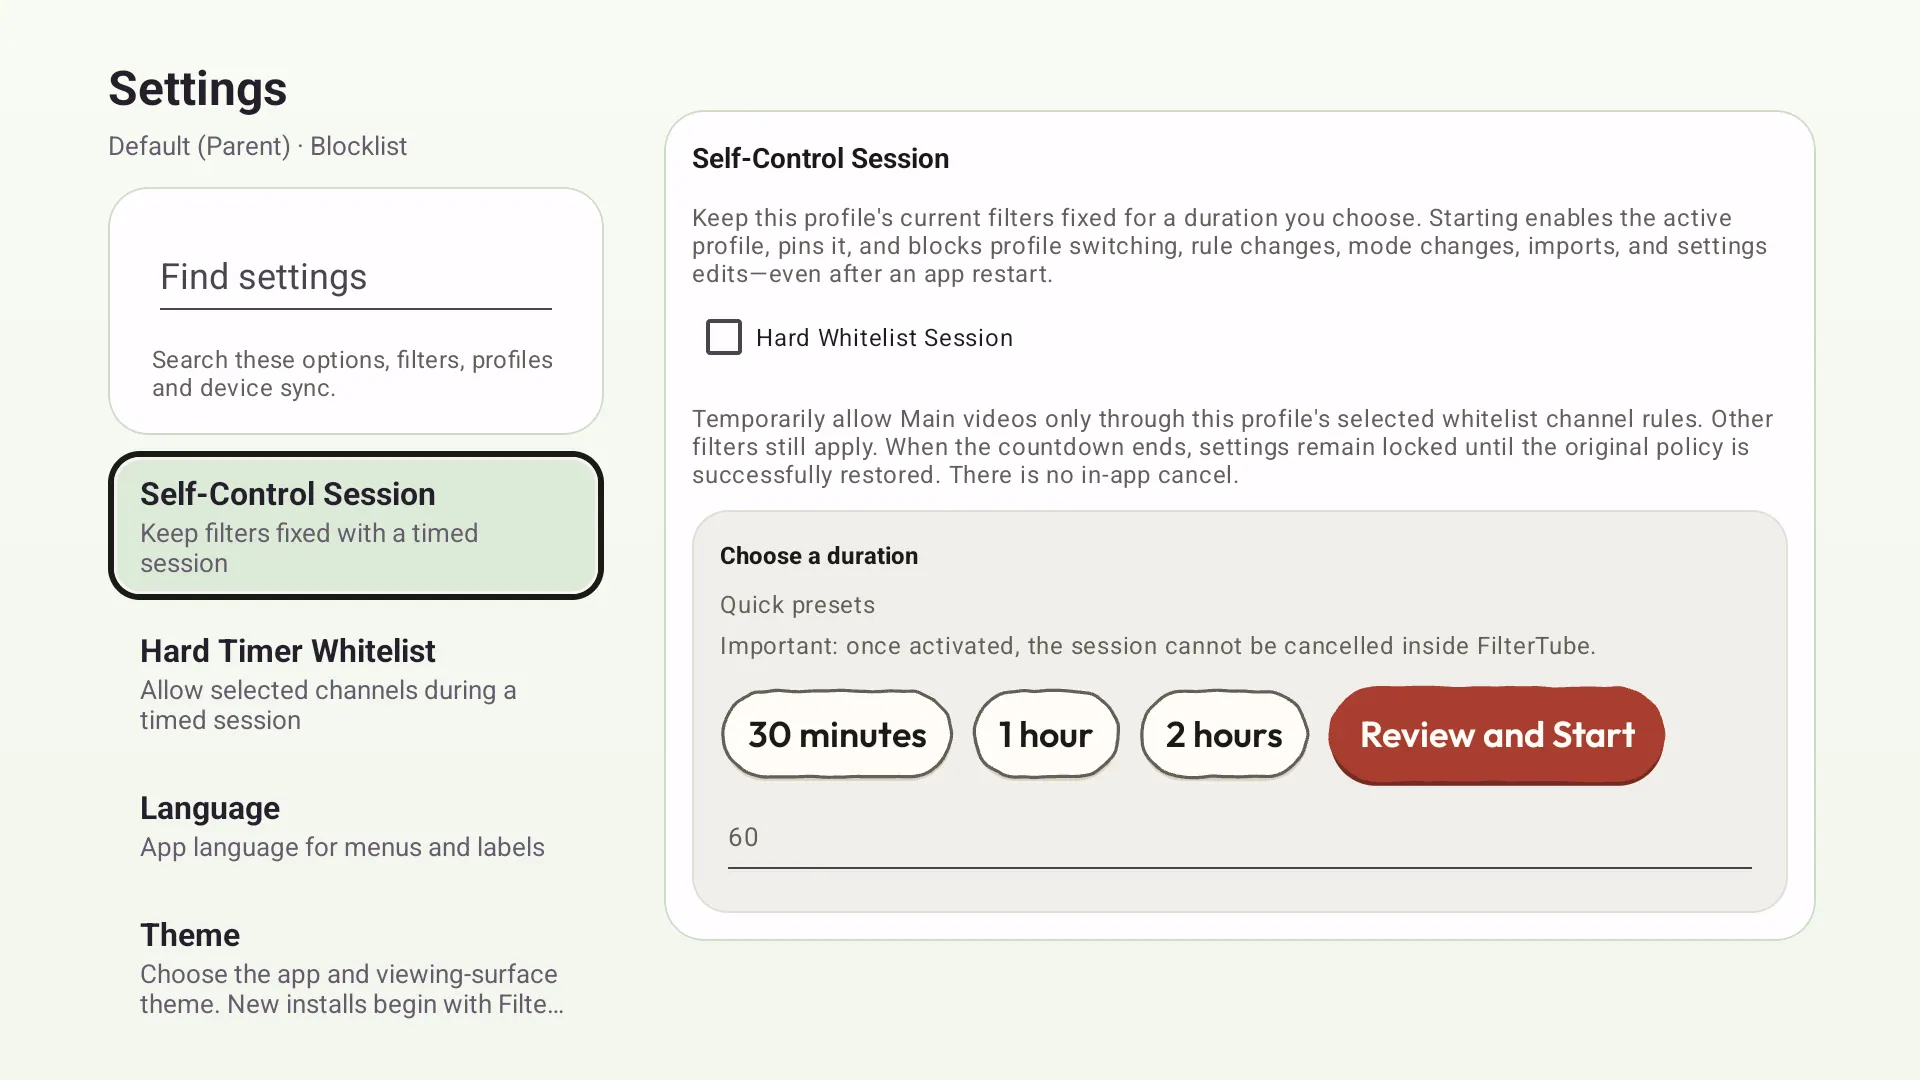 Settings
Default (Parent) · Blocklist
Find settings
Search these options, filters, profiles
and device sync.
Self-Control Session
Keep filters fixed with a timed
session
Hard Timer Whitelist
Allow selected channels during a
timed session
Language
App language for menus and labels
Theme
Choose the app and viewing-surface
theme. New installs begin with Filte...
Self-Control Session
Keep this profile's current filters fixed for a duration you choose. Starting enables the active
profile, pins it, and blocks profile switching, rule changes, mode changes, imports, and settings
edits—even after an app restart.
Hard Whitelist Session
Temporarily allow Main videos only through this profile's selected whitelist channel rules. Other
filters still apply. When the countdown ends, settings remain locked until the original policy is
successfully restored. There is no in-app cancel.
Choose a duration
Quick presets
Important: once activated, the session cannot be cancelled inside FilterTube.
30 minutes 1 hour 2 hours Review and Start
60